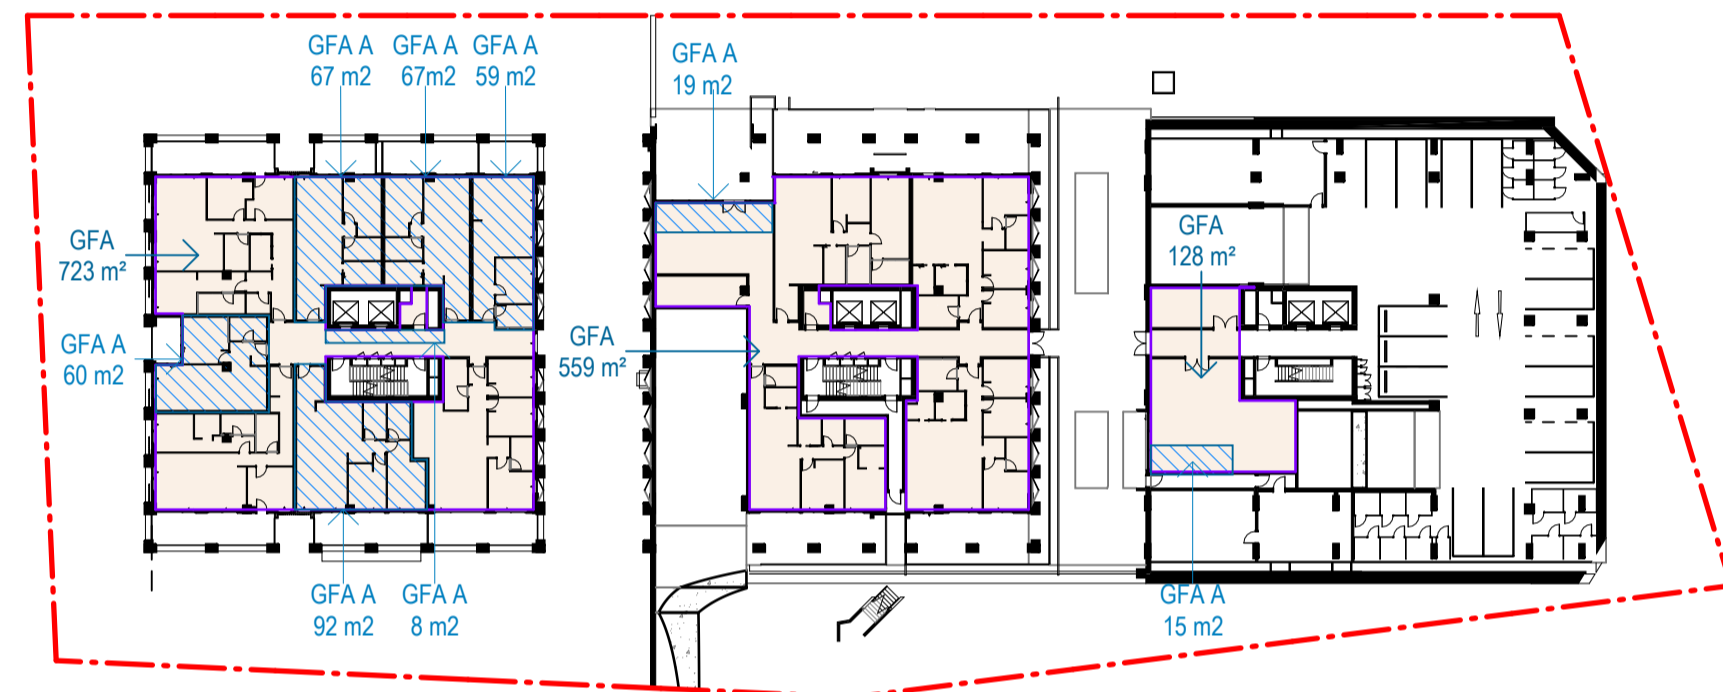 GFA A
67 m2
GFA A
67m2
GFA A
59 m2
GFA A
19 m2
GFA
723 m²
GFA
128 m²
GFA A
60 m2
GFA
559 m²
GFA A
92 m2
GFA A
8 m2
GFA A
15 m2